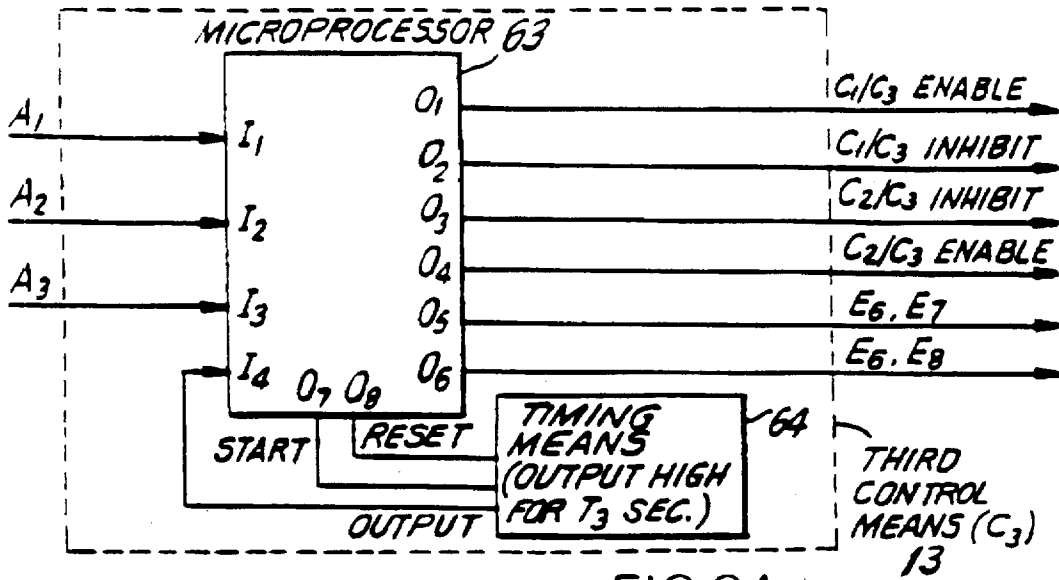 MICROPROCESSOR 63
A₁
I₁
O₁
C₁/C₃ ENABLE
O₂
C₁/C₃ INHIBIT
A₂
I₂
O₃
C₂/C₃ INHIBIT
O₄
C₂/C₃ ENABLE
A₃
I₃
O₅
E₆, E₇
I₄
O₇ O₈
O₆
E₆, E₈
START
RESET
OUTPUT
TIMING
MEANS
(OUTPUT HIGH
FOR T₃ SEC.)
64
THIRD
CONTROL
MEANS (C₃)
13